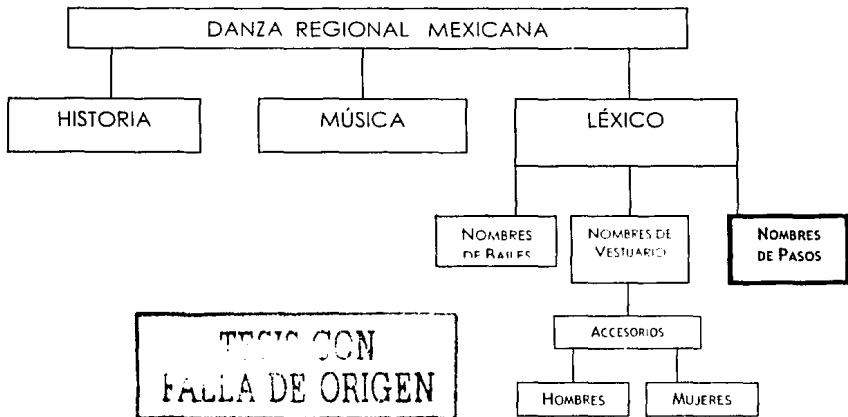 DANZA REGIONAL MEXICANA
HISTORIA
MÚSICA
LÉXICO
NOMBRES
DE BAILES
NOMBRES DE
VESTUARIO
NOMBRES
DE PASOS
ACCESORIOS
HOMBRES
MUJERES
TESIS CON
FALLA DE ORIGEN